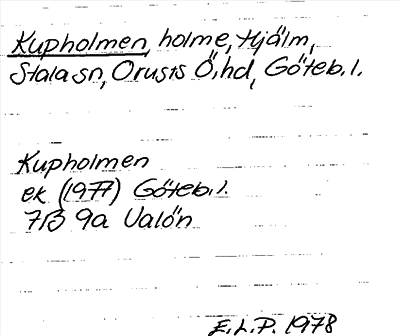 Kupholmen, holme, Hjälm,
Stala sn, Orusts Ö. hd, Göteb. l.
Kupholmen
ek (1977) Göteb. l.
7B 9a Valön
E.L.P. 1978